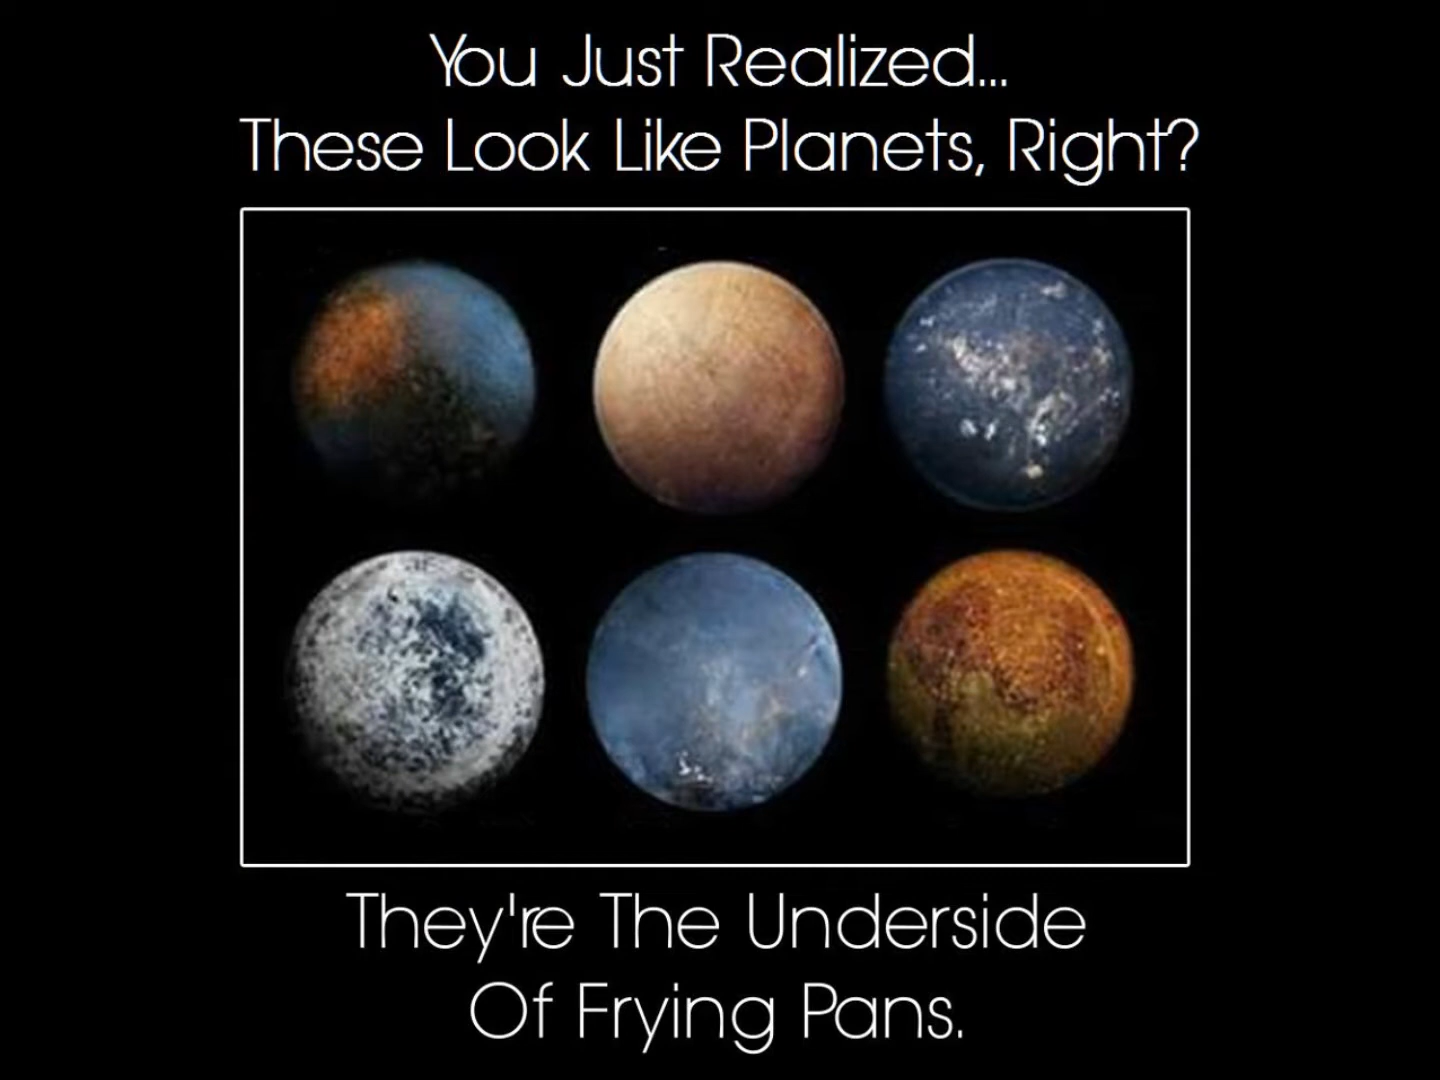 You Just Realized...
These Look Like Planets, Right?
They're The Underside
Of Frying Pans.